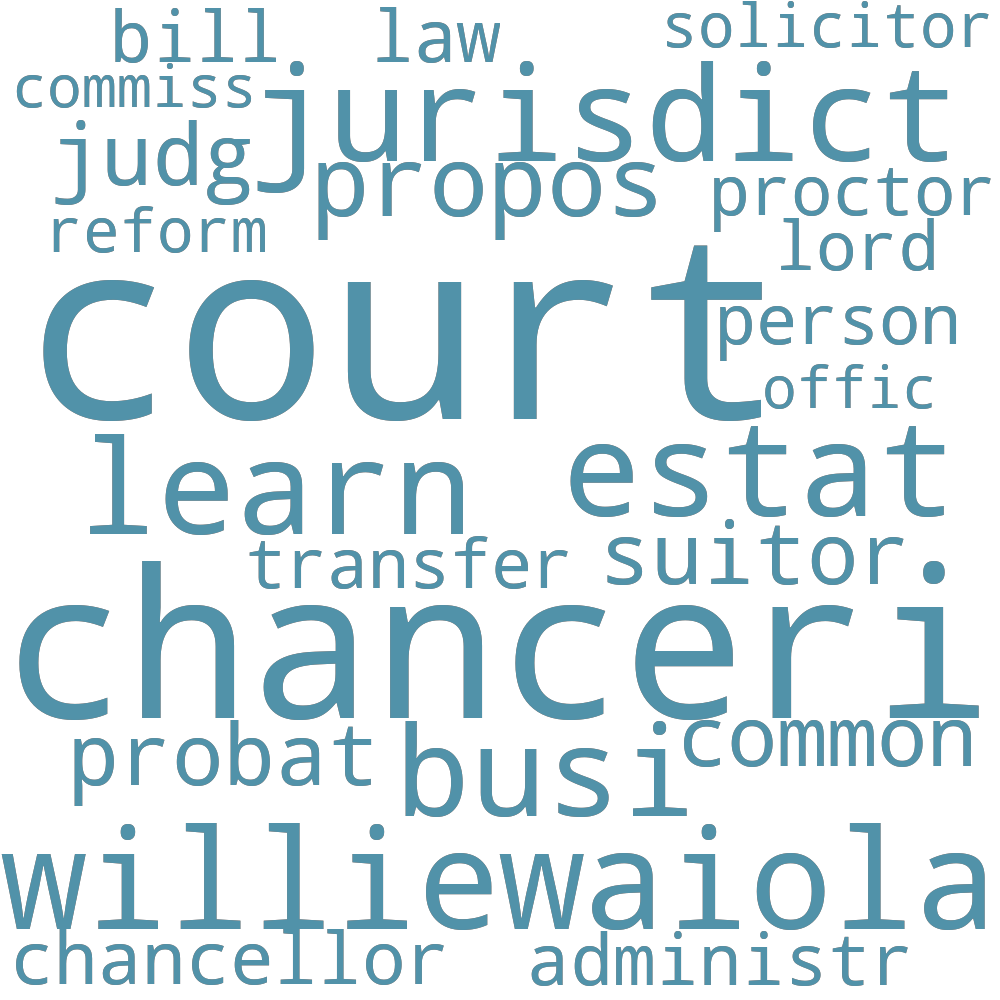 bill law solicitor
commiss jurisdict
judg propos proctor
reform lord
court person
offic
learn estat
transfer suitor
chanceri
probat busi common
williewaiola
chancellor administr